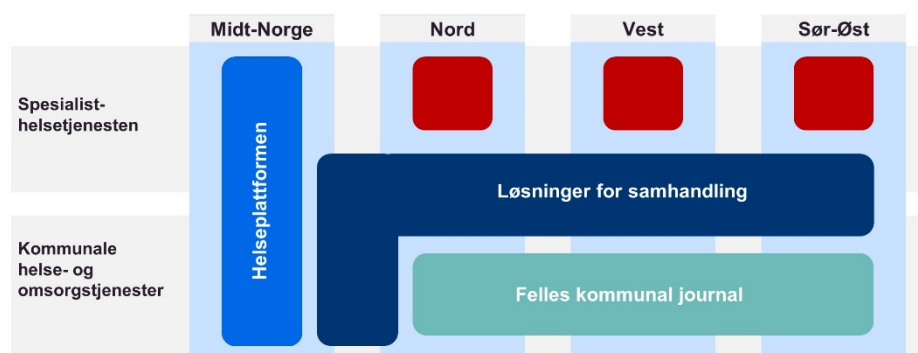 Midt-Norge
Nord
Vest
Sør-Øst
Spesialist-
helsetjenesten
Helseplattformen
Løsninger for samhandling
Kommunale
helse- og
omsorgstjenester
Felles kommunal journal